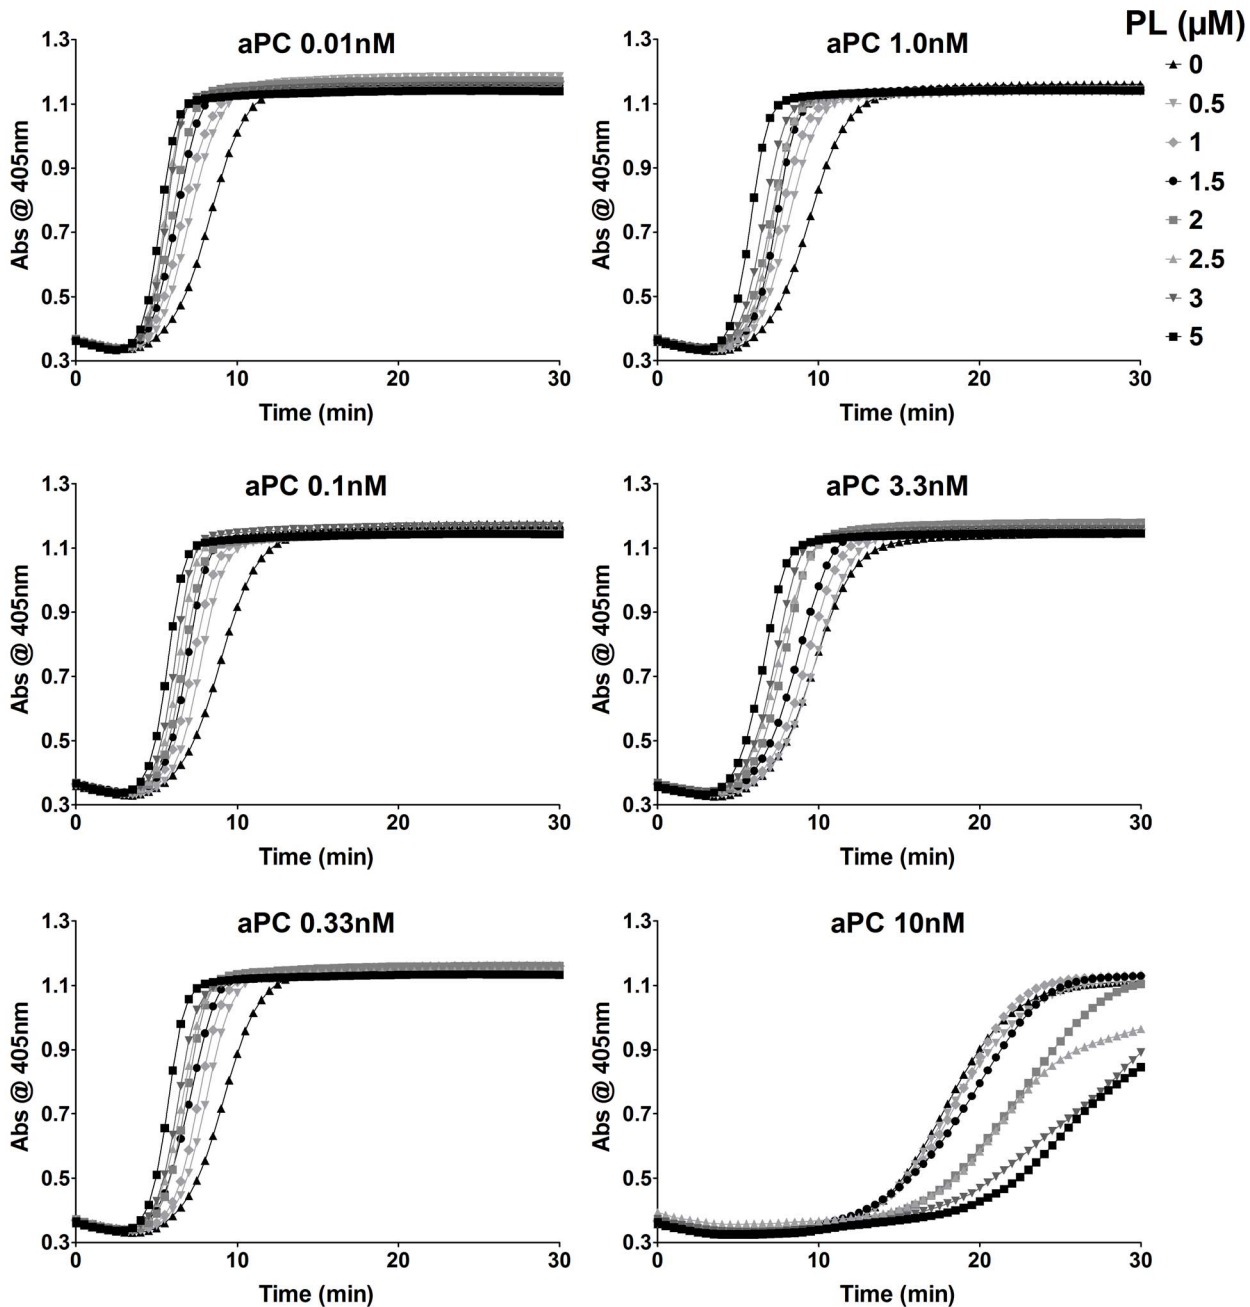 aPC 0.01nM
1.3
1.1
0.9
0.7
0.5
0.3
Abs @ 405nm
0 10 20 30
Time (min)
aPC 1.0nM
1.3
1.1
0.9
0.7
0.5
0.3
Abs @ 405nm
0 10 20 30
Time (min)
PL (µM)
0
0.5
1
1.5
2
2.5
3
5
aPC 0.1nM
1.3
1.1
0.9
0.7
0.5
0.3
Abs @ 405nm
0 10 20 30
Time (min)
aPC 3.3nM
1.3
1.1
0.9
0.7
0.5
0.3
Abs @ 405nm
0 10 20 30
Time (min)
aPC 0.33nM
1.3
1.1
0.9
0.7
0.5
0.3
Abs @ 405nm
0 10 20 30
Time (min)
aPC 10nM
1.3
1.1
0.9
0.7
0.5
0.3
Abs @ 405nm
0 10 20 30
Time (min)